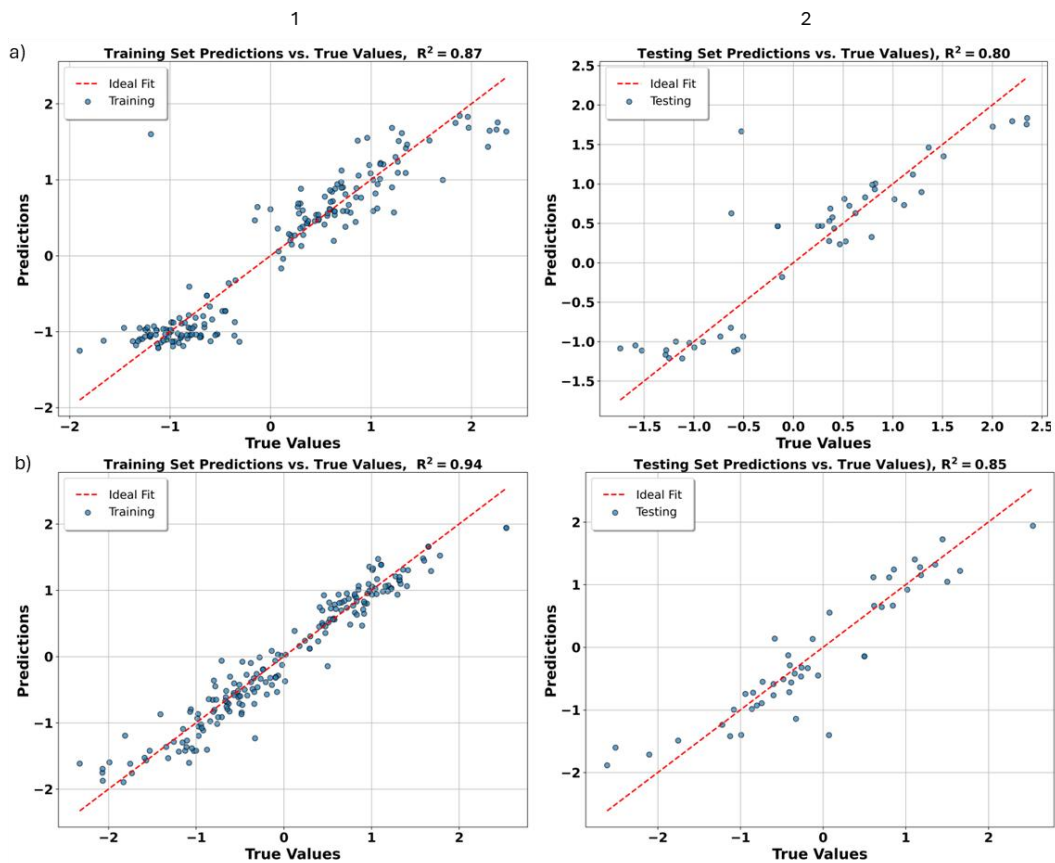 1 2
a)
Training Set Predictions vs. True Values, R² = 0.87
Ideal Fit
Training
Predictions
2
1
0
−1
−2
−2 −1 0 1 2
True Values
Testing Set Predictions vs. True Values), R² = 0.80
Ideal Fit
Testing
Predictions
2.5
2.0
1.5
1.0
0.5
0.0
−0.5
−1.0
−1.5
−1.5 −1.0 −0.5 0.0 0.5 1.0 1.5 2.0 2.5
True Values
b)
Training Set Predictions vs. True Values, R² = 0.94
Ideal Fit
Training
Predictions
2
1
0
−1
−2
−2 −1 0 1 2
True Values
Testing Set Predictions vs. True Values), R² = 0.85
Ideal Fit
Testing
Predictions
2
1
0
−1
−2
−2 −1 0 1 2
True Values